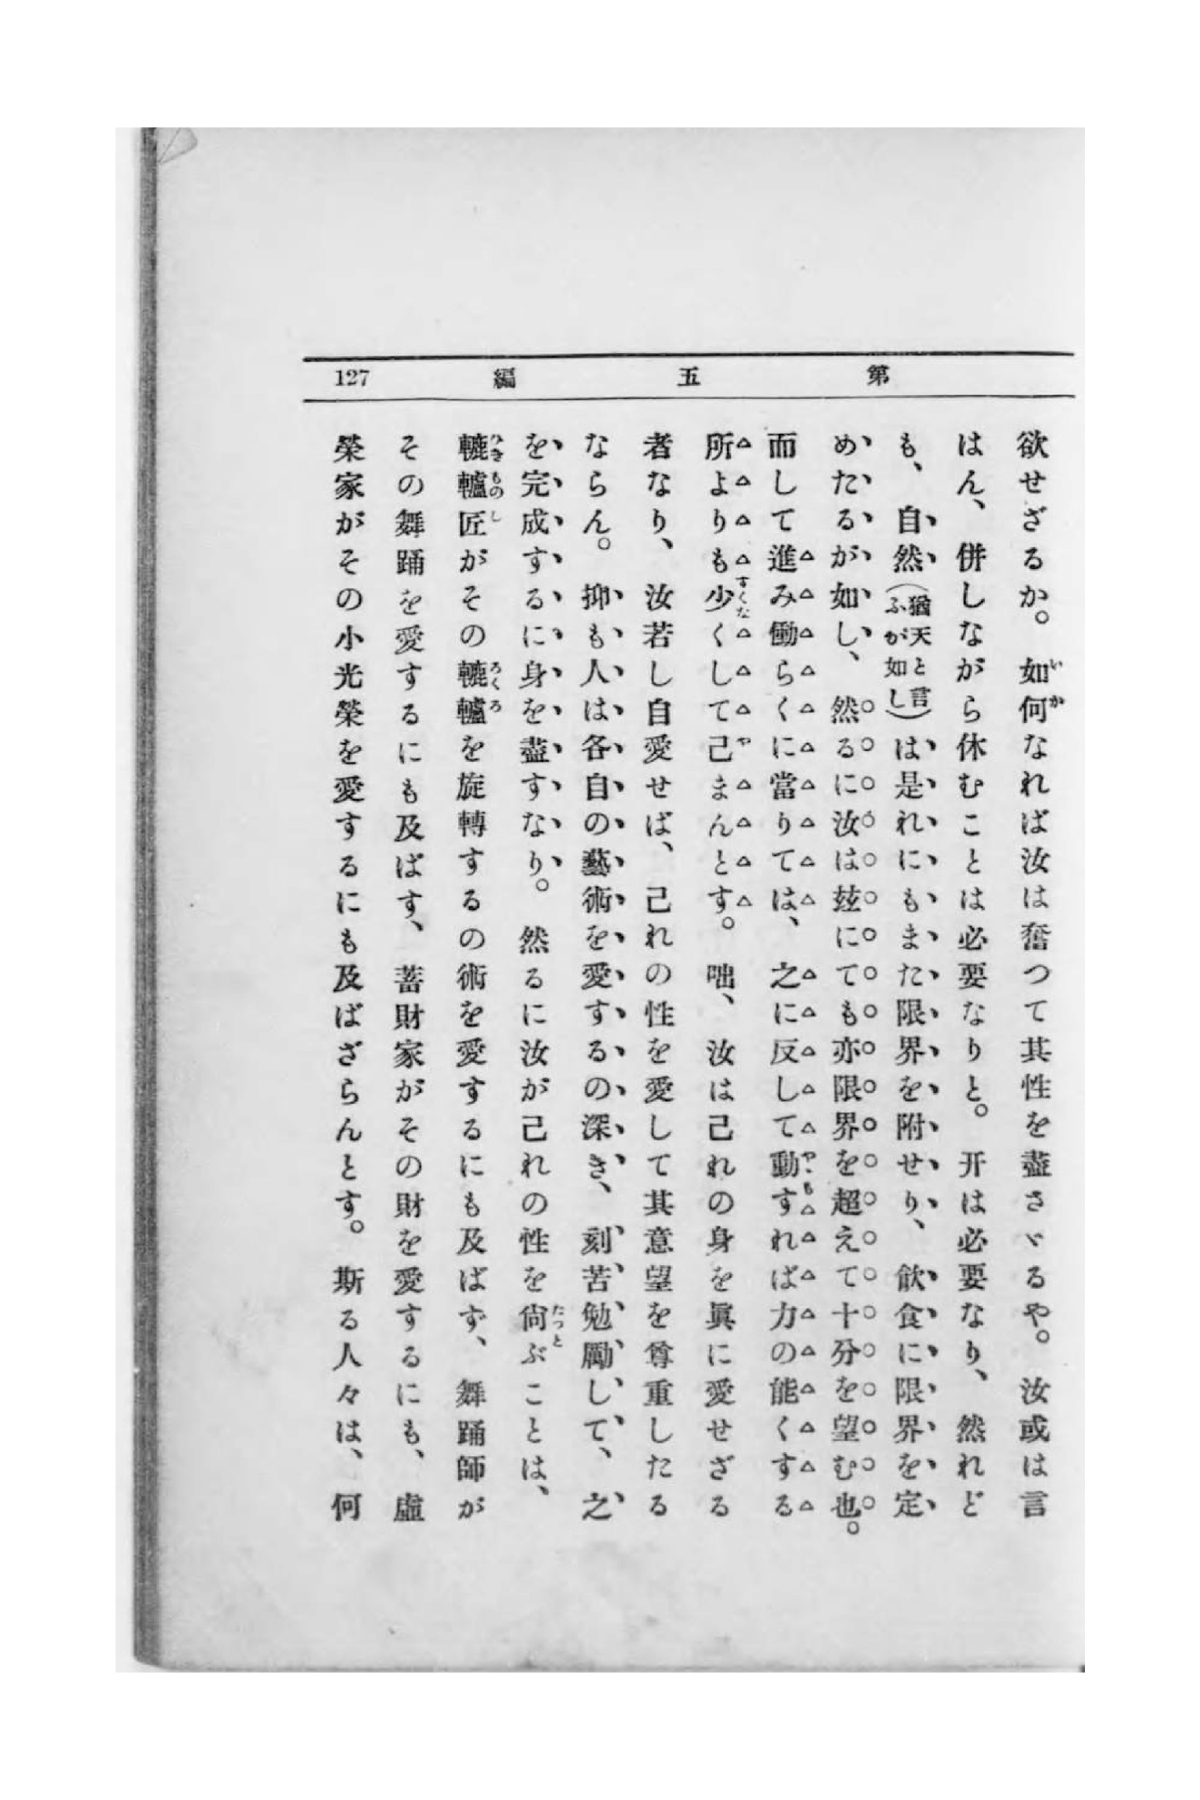 第五編 127
欲せざるか。如何なれば汝は奮つて其性を盡さゞるや。汝或は言
はん、併しながら休むことは必要なりと。开は必要なり、然れど
も、自然(猶天と言ふが如し)は是れにもまた限界を附せり、飮食に限界を定
めたるが如し、然るに汝は玆にても亦限界を超えて十分を望む也。
而して進み働らくに當りては、之に反して動すれば力の能くする
所よりも少くして已まんとす。咄、汝は己れの身を眞に愛せざる
者なり、汝若し自愛せば、己れの性を愛して其意望を尊重したる
ならん。抑も人は各自の藝術を愛するの深き、刻苦勉勵して、之
を完成するに身を盡すなり。然るに汝が己れの性を尙ぶことは、
轆轤匠がその轆轤を旋轉するの術を愛するにも及ばず、舞踊師が
その舞踊を愛するにも及ばす、蓄財家がその財を愛するにも、虛
榮家がその小光榮を愛するにも及ばざらんとす。斯る人々は、何